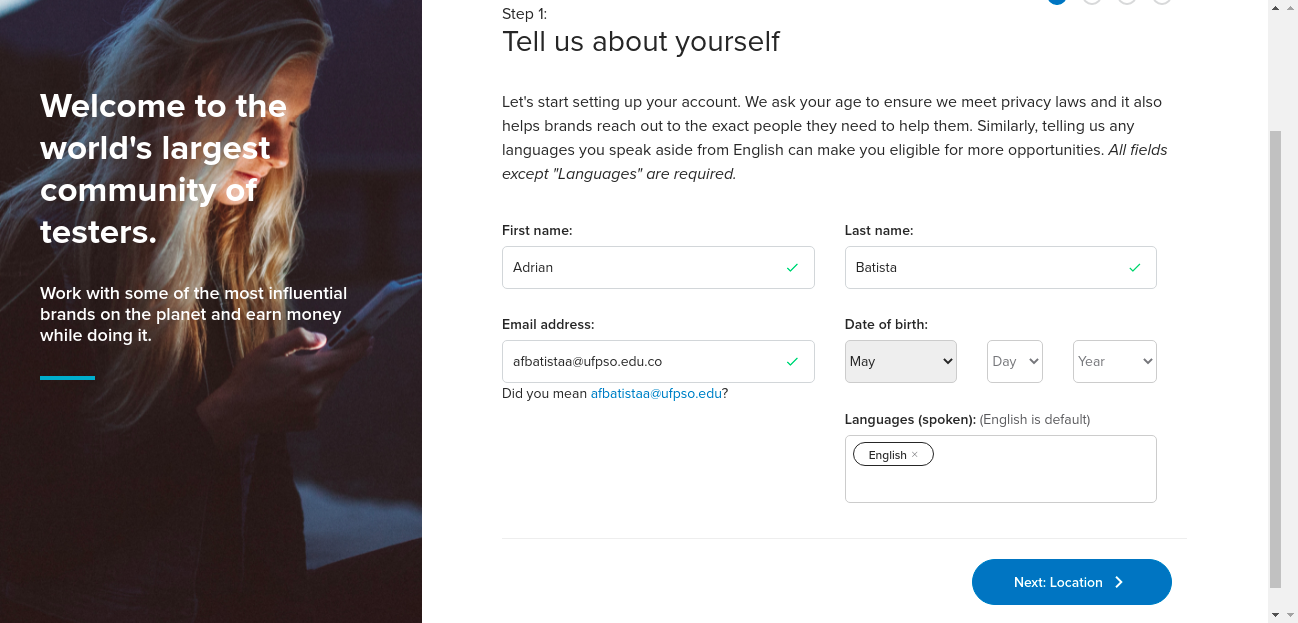 Welcome to the
world's largest
community of
testers.
Work with some of the most influential
brands on the planet and earn money
while doing it.
Step 1:
Tell us about yourself
Let's start setting up your account. We ask your age to ensure we meet privacy laws and it also
helps brands reach out to the exact people they need to help them. Similarly, telling us any
languages you speak aside from English can make you eligible for more opportunities. All fields
except "Languages" are required.
First name:
Adrian
Last name:
Batista
Email address:
afbatistaa@ufpso.edu.co
Did you mean afbatistaa@ufpso.edu?
Date of birth:
May Day Year
Languages (spoken): (English is default)
English ×
Next: Location